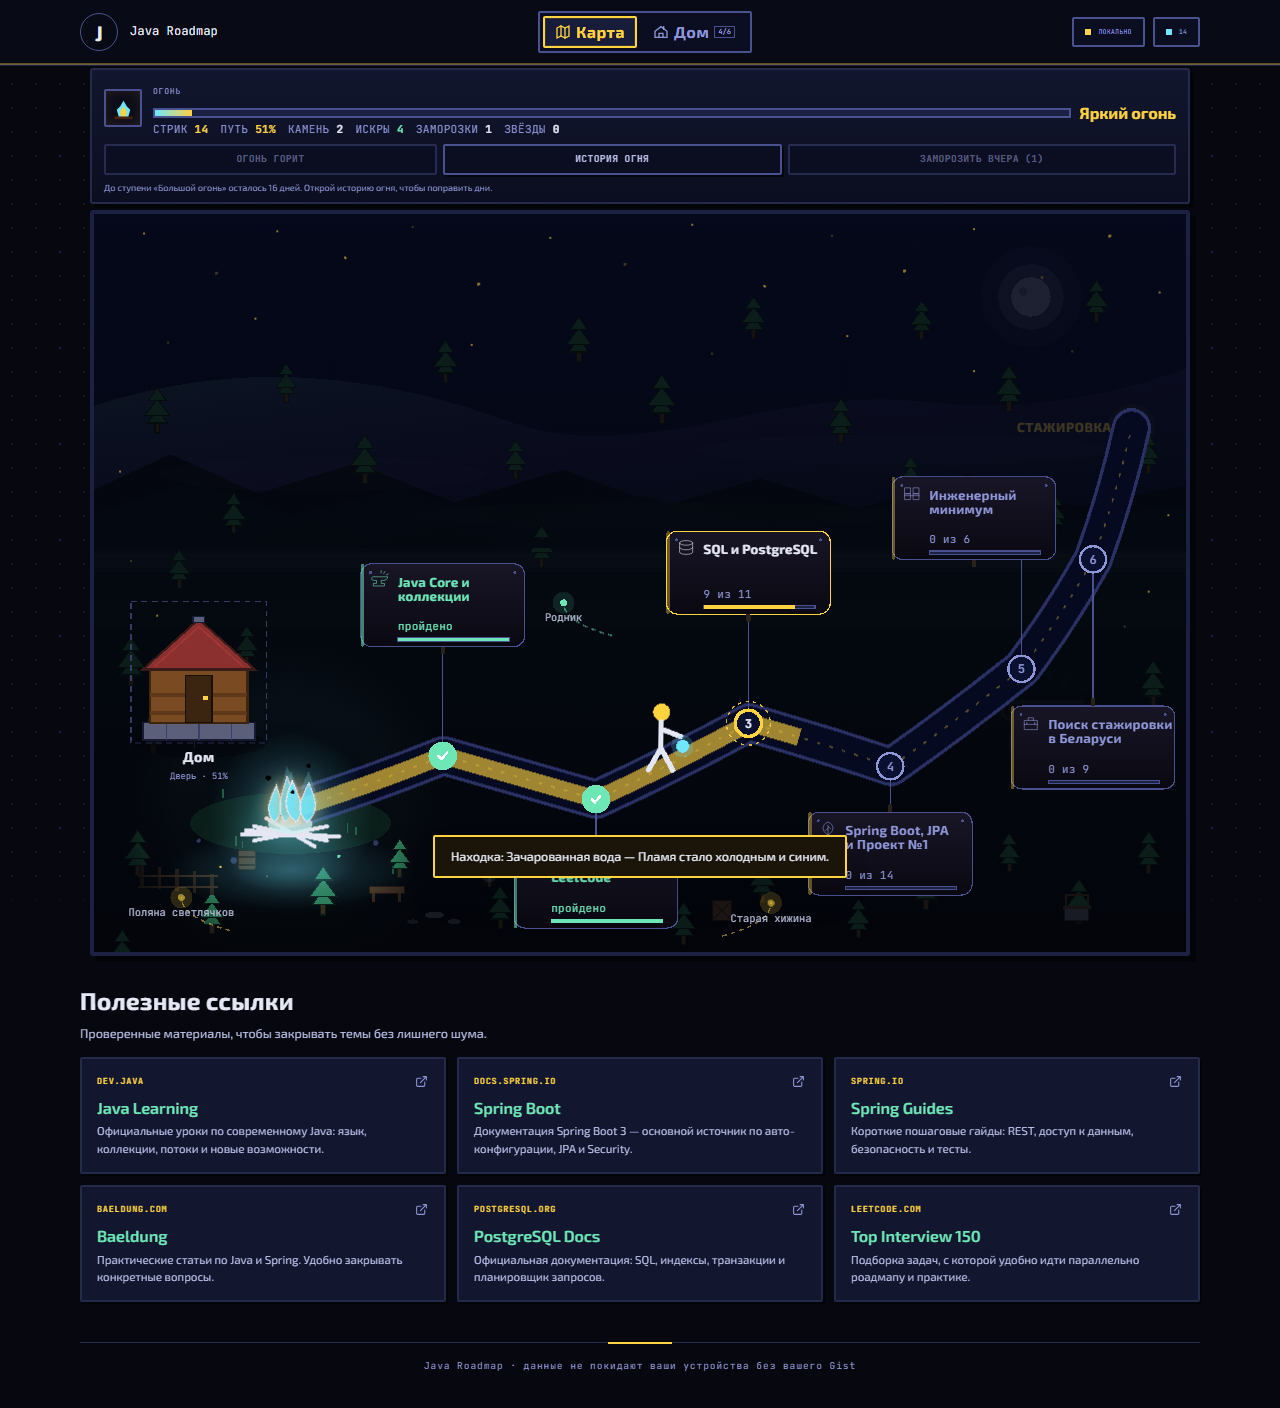 J
Java Roadmap
Карта
Дом 4/6
ЛОКАЛЬНО
14
ОГОНЬ
Яркий огонь
СТРИК 14 ПУТЬ 51% КАМЕНЬ 2 ИСКРЫ 4 ЗАМОРОЗКИ 1 ЗВЁЗДЫ 0
ОГОНЬ ГОРИТ
ИСТОРИЯ ОГНЯ
ЗАМОРОЗИТЬ ВЧЕРА (1)
До ступени «Большой огонь» осталось 16 дней. Открой историю огня, чтобы поправить дни.
СТАЖИРОВКА
Инженерный
минимум
0 из 6
SQL и PostgreSQL
9 из 11
Java Core и
коллекции
пройдено
Родник
6
5
3
4
Поиск стажировки
в Беларуси
0 из 9
Дом
Дверь · 51%
Spring Boot, JPA
и Проект №1
0 из 14
Находка: Зачарованная вода — Пламя стало холодным и синим.
LeetCode
пройдено
Поляна светлячков
Старая хижина
Полезные ссылки
Проверенные материалы, чтобы закрывать темы без лишнего шума.
DEV.JAVA
Java Learning
Официальные уроки по современному Java: язык,
коллекции, потоки и новые возможности.
DOCS.SPRING.IO
Spring Boot
Документация Spring Boot 3 — основной источник по авто-
конфигурации, JPA и Security.
SPRING.IO
Spring Guides
Короткие пошаговые гайды: REST, доступ к данным,
безопасность и тесты.
BAELDUNG.COM
Baeldung
Практические статьи по Java и Spring. Удобно закрывать
конкретные вопросы.
POSTGRESQL.ORG
PostgreSQL Docs
Официальная документация: SQL, индексы, транзакции и
планировщик запросов.
LEETCODE.COM
Top Interview 150
Подборка задач, с которой удобно идти параллельно
роадмапу и практике.
Java Roadmap · данные не покидают ваши устройства без вашего Gist